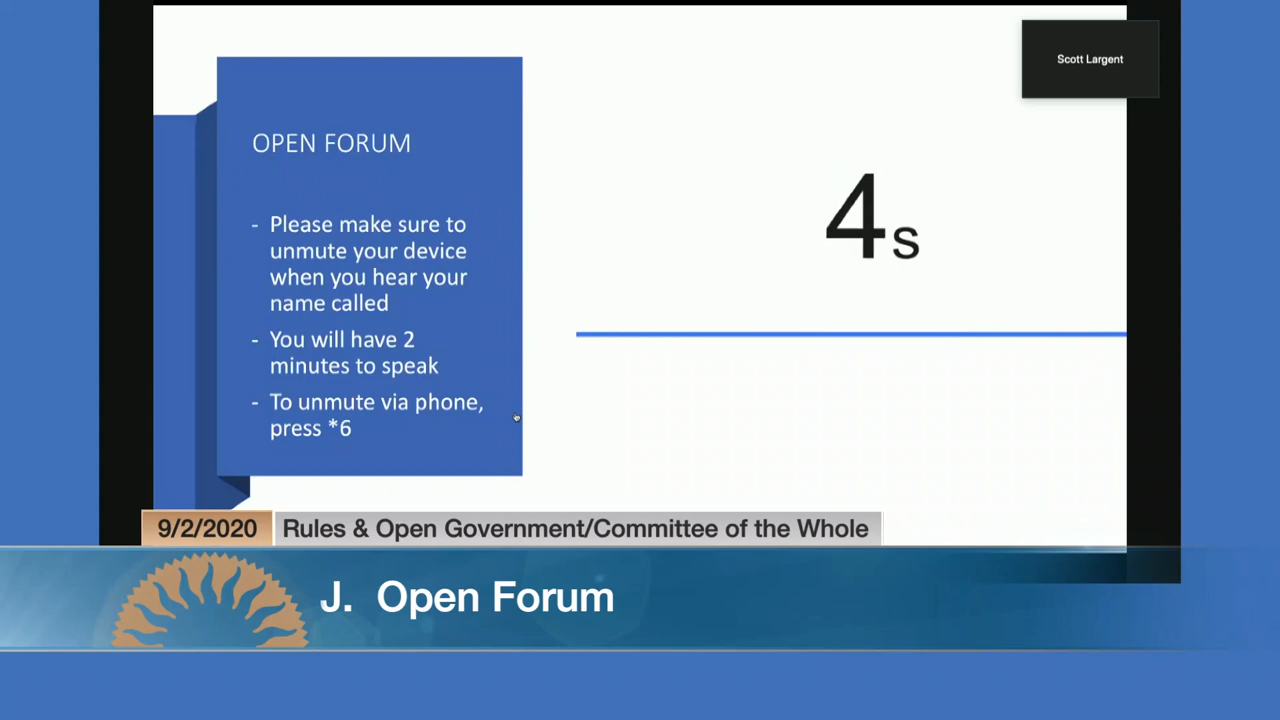 Scott Largent
OPEN FORUM
- Please make sure to
unmute your device
when you hear your
name called
- You will have 2
minutes to speak
- To unmute via phone,
press *6
4s
9/2/2020 Rules & Open Government/Committee of the Whole
J. Open Forum